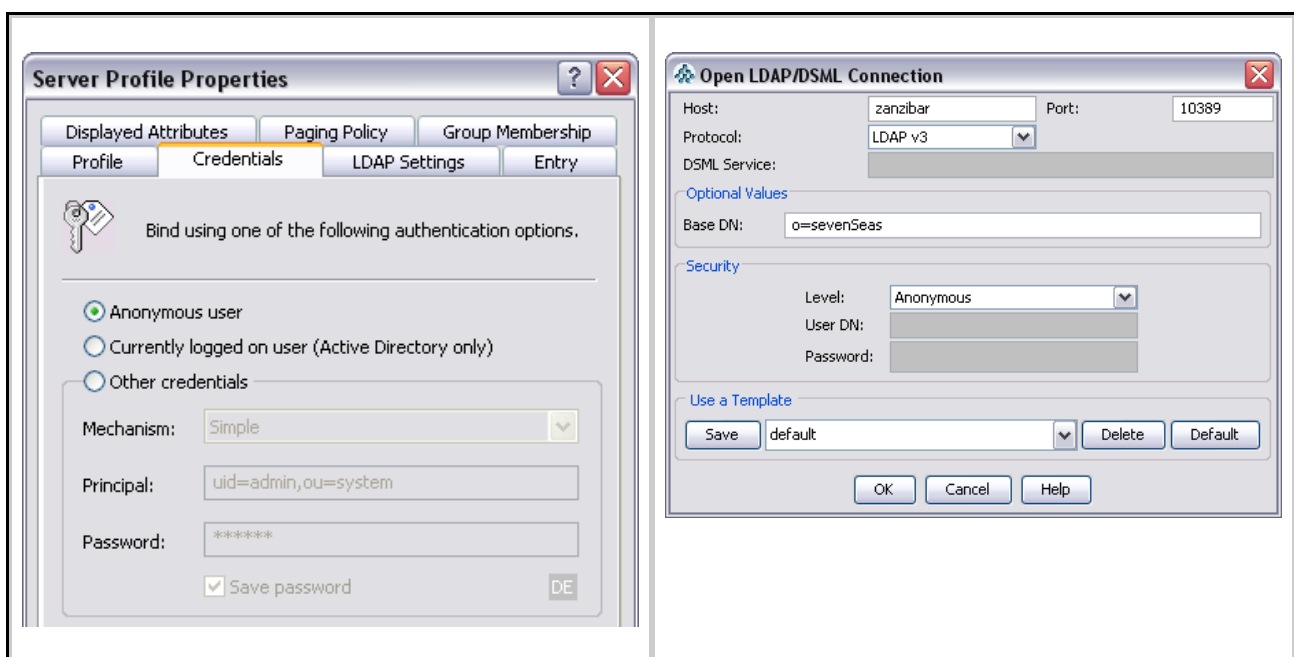 Server Profile Properties
?
Displayed Attributes Paging Policy Group Membership
Profile Credentials LDAP Settings Entry
Bind using one of the following authentication options.
Anonymous user
Currently logged on user (Active Directory only)
Other credentials
Mechanism: Simple
Principal: uid=admin,ou=system
Password: ******
Save password DE
Open LDAP/DSML Connection
Host: zanzibar Port: 10389
Protocol: LDAP v3
DSML Service:
Optional Values
Base DN: o=sevenSeas
Security
Level: Anonymous
User DN:
Password:
Use a Template
Save default Delete Default
OK Cancel Help